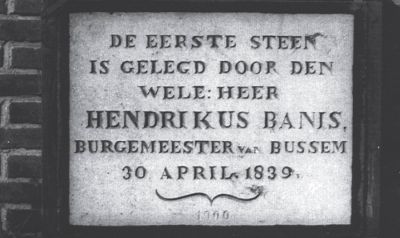 DE EERSTE STEEN
IS GELEGD DOOR DEN
WELE: HEER
HENDRIKUS BANIS,
BURGEMEESTER van BUSSEM
30 APRIL 1839.